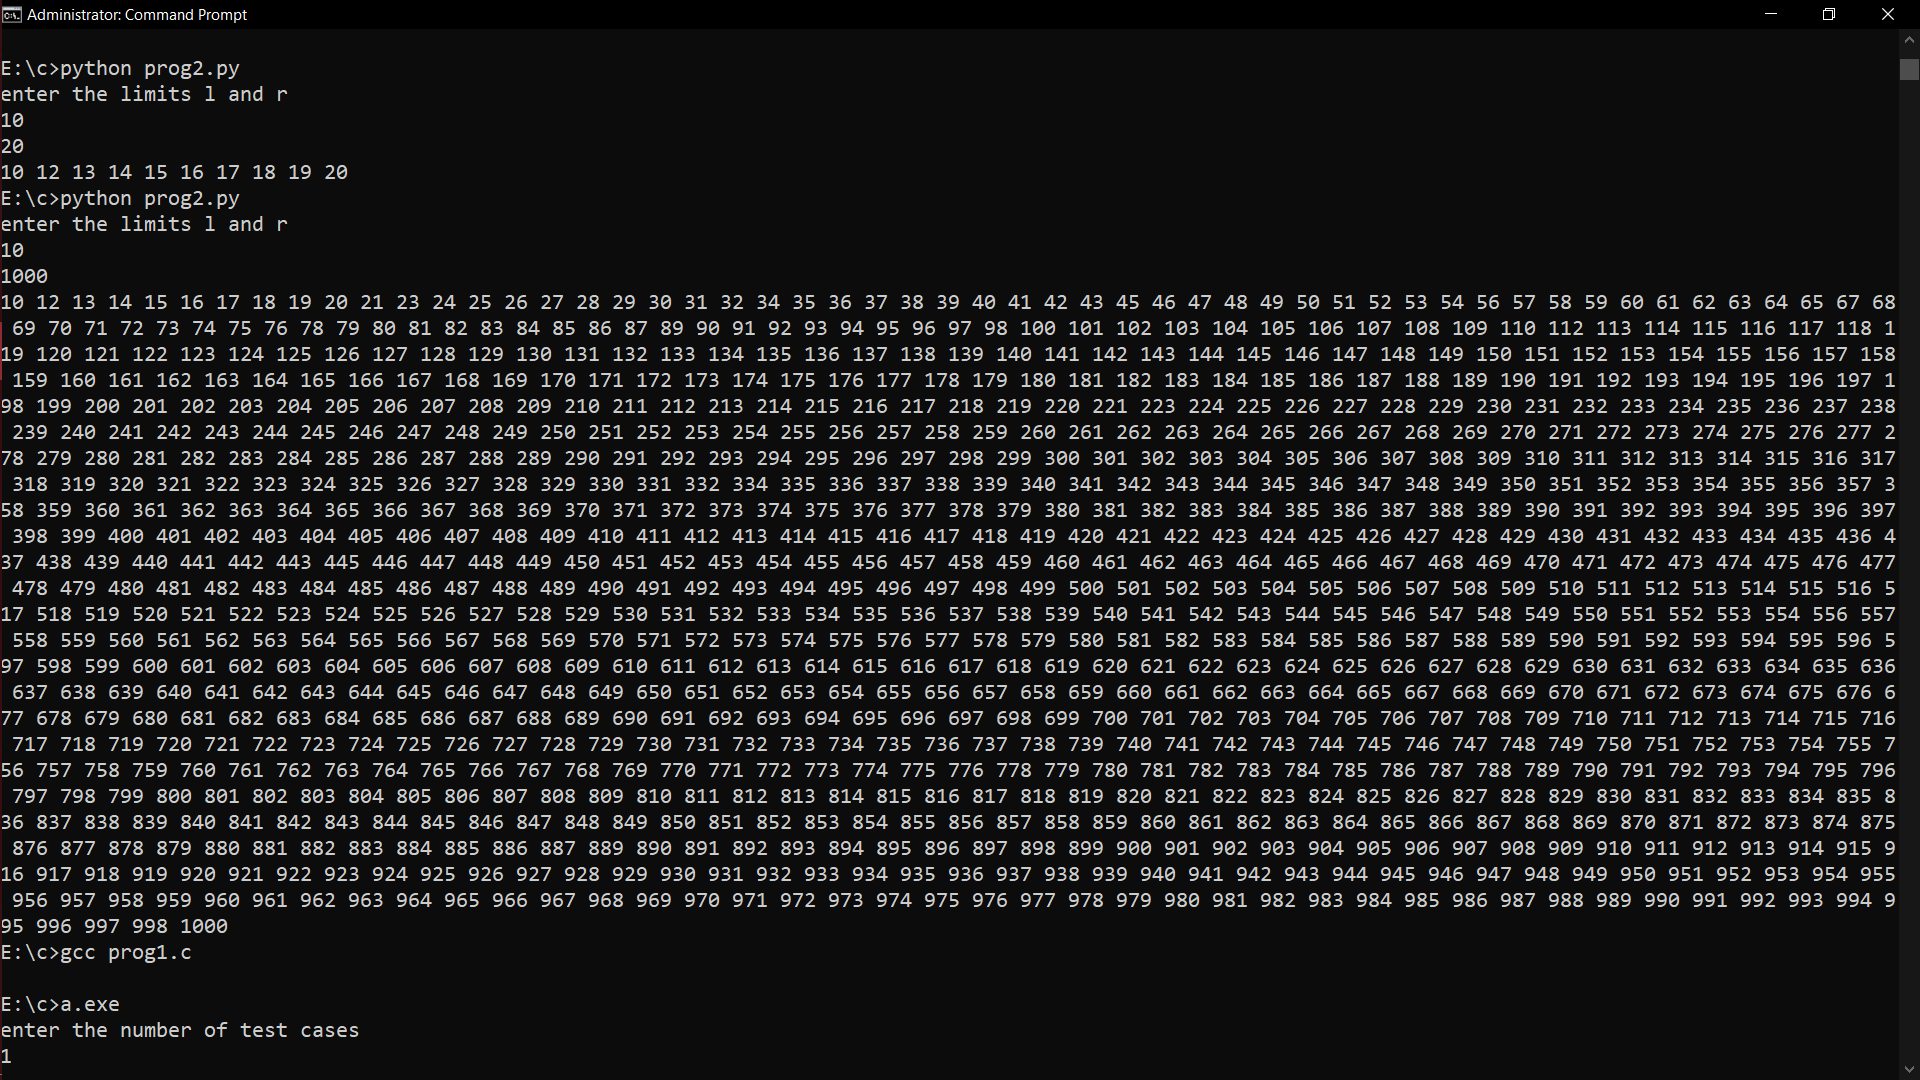 Administrator: Command Prompt
E:\c>python prog2.py
enter the limits l and r
10
20
10 12 13 14 15 16 17 18 19 20
E:\c>python prog2.py
enter the limits l and r
10
1000
10 12 13 14 15 16 17 18 19 20 21 23 24 25 26 27 28 29 30 31 32 34 35 36 37 38 39 40 41 42 43 45 46 47 48 49 50 51 52 53 54 56 57 58 59 60 61 62 63 64 65 67 68
69 70 71 72 73 74 75 76 78 79 80 81 82 83 84 85 86 87 89 90 91 92 93 94 95 96 97 98 100 101 102 103 104 105 106 107 108 109 110 112 113 114 115 116 117 118 1
19 120 121 122 123 124 125 126 127 128 129 130 131 132 133 134 135 136 137 138 139 140 141 142 143 144 145 146 147 148 149 150 151 152 153 154 155 156 157 158
159 160 161 162 163 164 165 166 167 168 169 170 171 172 173 174 175 176 177 178 179 180 181 182 183 184 185 186 187 188 189 190 191 192 193 194 195 196 197 1
98 199 200 201 202 203 204 205 206 207 208 209 210 211 212 213 214 215 216 217 218 219 220 221 223 224 225 226 227 228 229 230 231 232 233 234 235 236 237 238
239 240 241 242 243 244 245 246 247 248 249 250 251 252 253 254 255 256 257 258 259 260 261 262 263 264 265 266 267 268 269 270 271 272 273 274 275 276 277 2
78 279 280 281 282 283 284 285 286 287 288 289 290 291 292 293 294 295 296 297 298 299 300 301 302 303 304 305 306 307 308 309 310 311 312 313 314 315 316 317
318 319 320 321 322 323 324 325 326 327 328 329 330 331 332 334 335 336 337 338 339 340 341 342 343 344 345 346 347 348 349 350 351 352 353 354 355 356 357 3
58 359 360 361 362 363 364 365 366 367 368 369 370 371 372 373 374 375 376 377 378 379 380 381 382 383 384 385 386 387 388 389 390 391 392 393 394 395 396 397
398 399 400 401 402 403 404 405 406 407 408 409 410 411 412 413 414 415 416 417 418 419 420 421 422 423 424 425 426 427 428 429 430 431 432 433 434 435 436 4
37 438 439 440 441 442 443 445 446 447 448 449 450 451 452 453 454 455 456 457 458 459 460 461 462 463 464 465 466 467 468 469 470 471 472 473 474 475 476 477
478 479 480 481 482 483 484 485 486 487 488 489 490 491 492 493 494 495 496 497 498 499 500 501 502 503 504 505 506 507 508 509 510 511 512 513 514 515 516 5
17 518 519 520 521 522 523 524 525 526 527 528 529 530 531 532 533 534 535 536 537 538 539 540 541 542 543 544 545 546 547 548 549 550 551 552 553 554 556 557
558 559 560 561 562 563 564 565 566 567 568 569 570 571 572 573 574 575 576 577 578 579 580 581 582 583 584 585 586 587 588 589 590 591 592 593 594 595 596 5
97 598 599 600 601 602 603 604 605 606 607 608 609 610 611 612 613 614 615 616 617 618 619 620 621 622 623 624 625 626 627 628 629 630 631 632 633 634 635 636
637 638 639 640 641 642 643 644 645 646 647 648 649 650 651 652 653 654 655 656 657 658 659 660 661 662 663 664 665 667 668 669 670 671 672 673 674 675 676 6
77 678 679 680 681 682 683 684 685 686 687 688 689 690 691 692 693 694 695 696 697 698 699 700 701 702 703 704 705 706 707 708 709 710 711 712 713 714 715 716
717 718 719 720 721 722 723 724 725 726 727 728 729 730 731 732 733 734 735 736 737 738 739 740 741 742 743 744 745 746 747 748 749 750 751 752 753 754 755 7
56 757 758 759 760 761 762 763 764 765 766 767 768 769 770 771 772 773 774 775 776 778 779 780 781 782 783 784 785 786 787 788 789 790 791 792 793 794 795 796
797 798 799 800 801 802 803 804 805 806 807 808 809 810 811 812 813 814 815 816 817 818 819 820 821 822 823 824 825 826 827 828 829 830 831 832 833 834 835 8
36 837 838 839 840 841 842 843 844 845 846 847 848 849 850 851 852 853 854 855 856 857 858 859 860 861 862 863 864 865 866 867 868 869 870 871 872 873 874 875
876 877 878 879 880 881 882 883 884 885 886 887 889 890 891 892 893 894 895 896 897 898 899 900 901 902 903 904 905 906 907 908 909 910 911 912 913 914 915 9
16 917 918 919 920 921 922 923 924 925 926 927 928 929 930 931 932 933 934 935 936 937 938 939 940 941 942 943 944 945 946 947 948 949 950 951 952 953 954 955
956 957 958 959 960 961 962 963 964 965 966 967 968 969 970 971 972 973 974 975 976 977 978 979 980 981 982 983 984 985 986 987 988 989 990 991 992 993 994 9
95 996 997 998 1000
E:\c>gcc prog1.c
E:\c>a.exe
enter the number of test cases
1